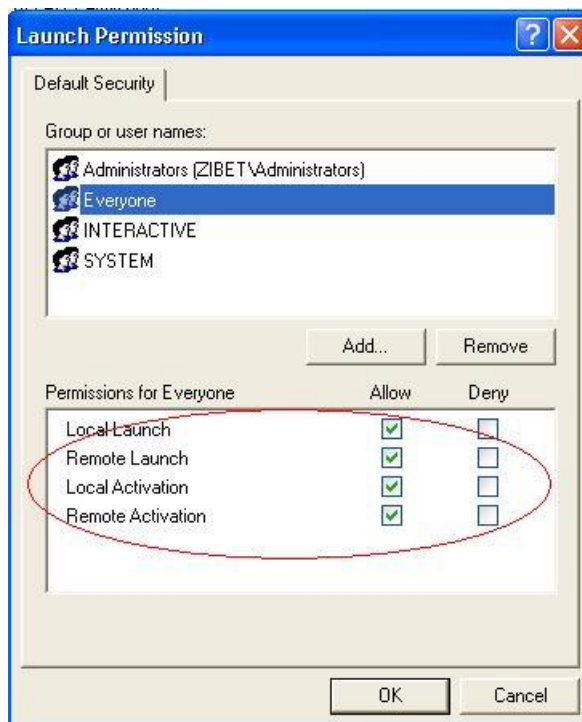 Launch Permission
Default Security
Group or user names:
Administrators (ZIBET\Administrators)
Everyone
INTERACTIVE
SYSTEM
Add... Remove
Permissions for Everyone Allow Deny
Local Launch
Remote Launch
Local Activation
Remote Activation
OK Cancel